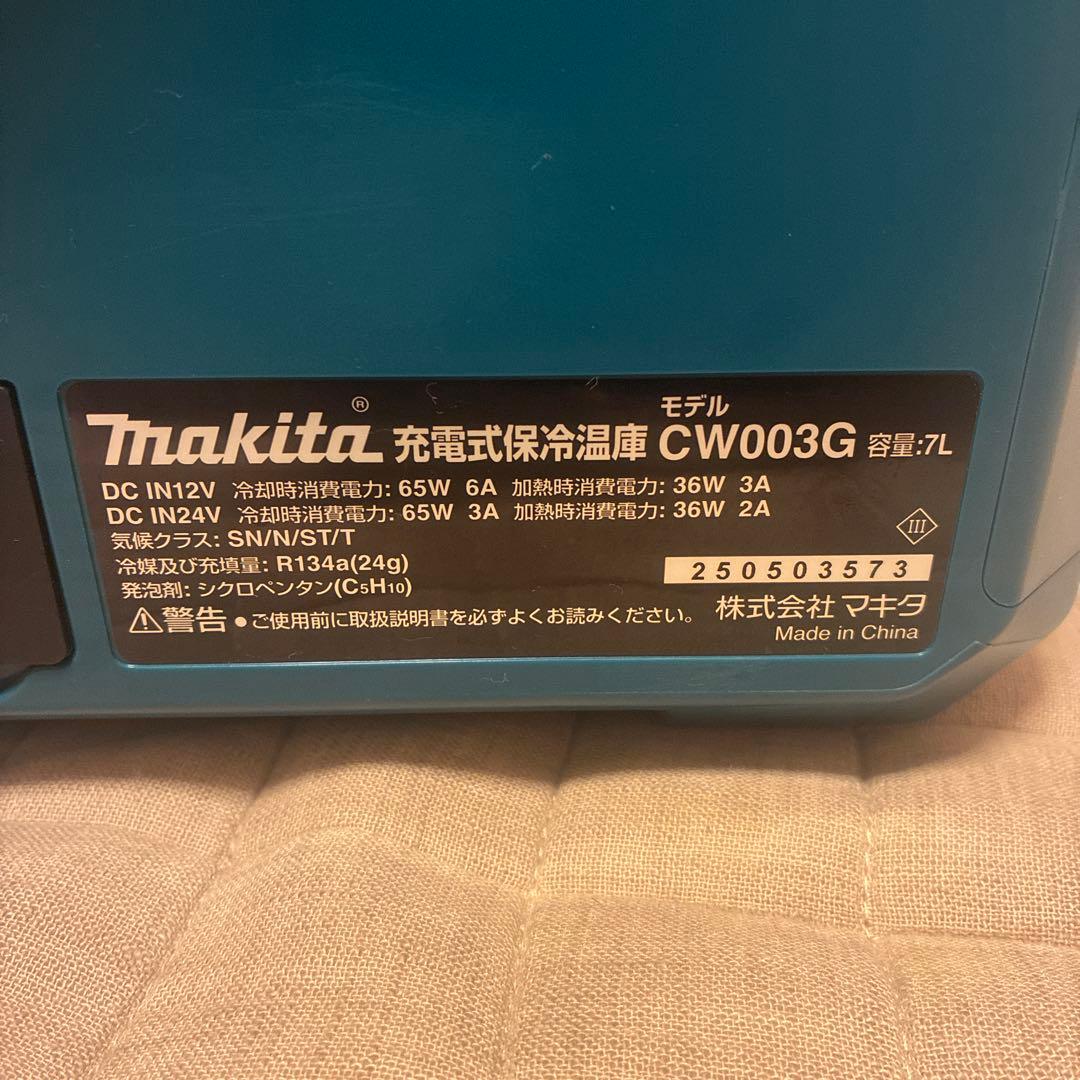 makita® 充電式保冷温庫 モデル CW003G 容量:7L
DC IN12V 冷却時消費電力: 65W 6A 加熱時消費電力: 36W 3A
DC IN24V 冷却時消費電力: 65W 3A 加熱時消費電力: 36W 2A
気候クラス: SN/N/ST/T
III
冷媒及び充填量: R134a(24g)
250503573
発泡剤: シクロペンタン(C₅H₁₀)
⚠警告 ●ご使用前に取扱説明書を必ずよくお読みください。
株式会社 マキタ
Made in China